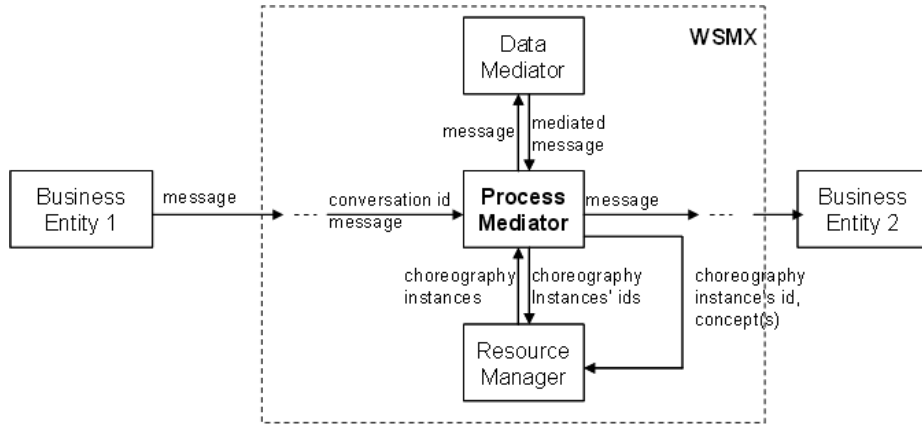 WSMX
Data
Mediator
message
mediated
message
Business
Entity 1
message
conversation id
message
Process
Mediator
message
Business
Entity 2
choreography
instances
choreography
Instances' ids
choreography
instance's id,
concept(s)
Resource
Manager